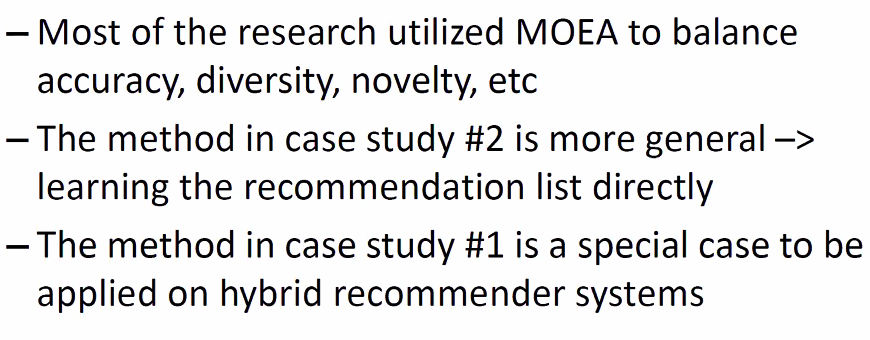 – Most of the research utilized MOEA to balance
accuracy, diversity, novelty, etc
– The method in case study #2 is more general –>
learning the recommendation list directly
– The method in case study #1 is a special case to be
applied on hybrid recommender systems